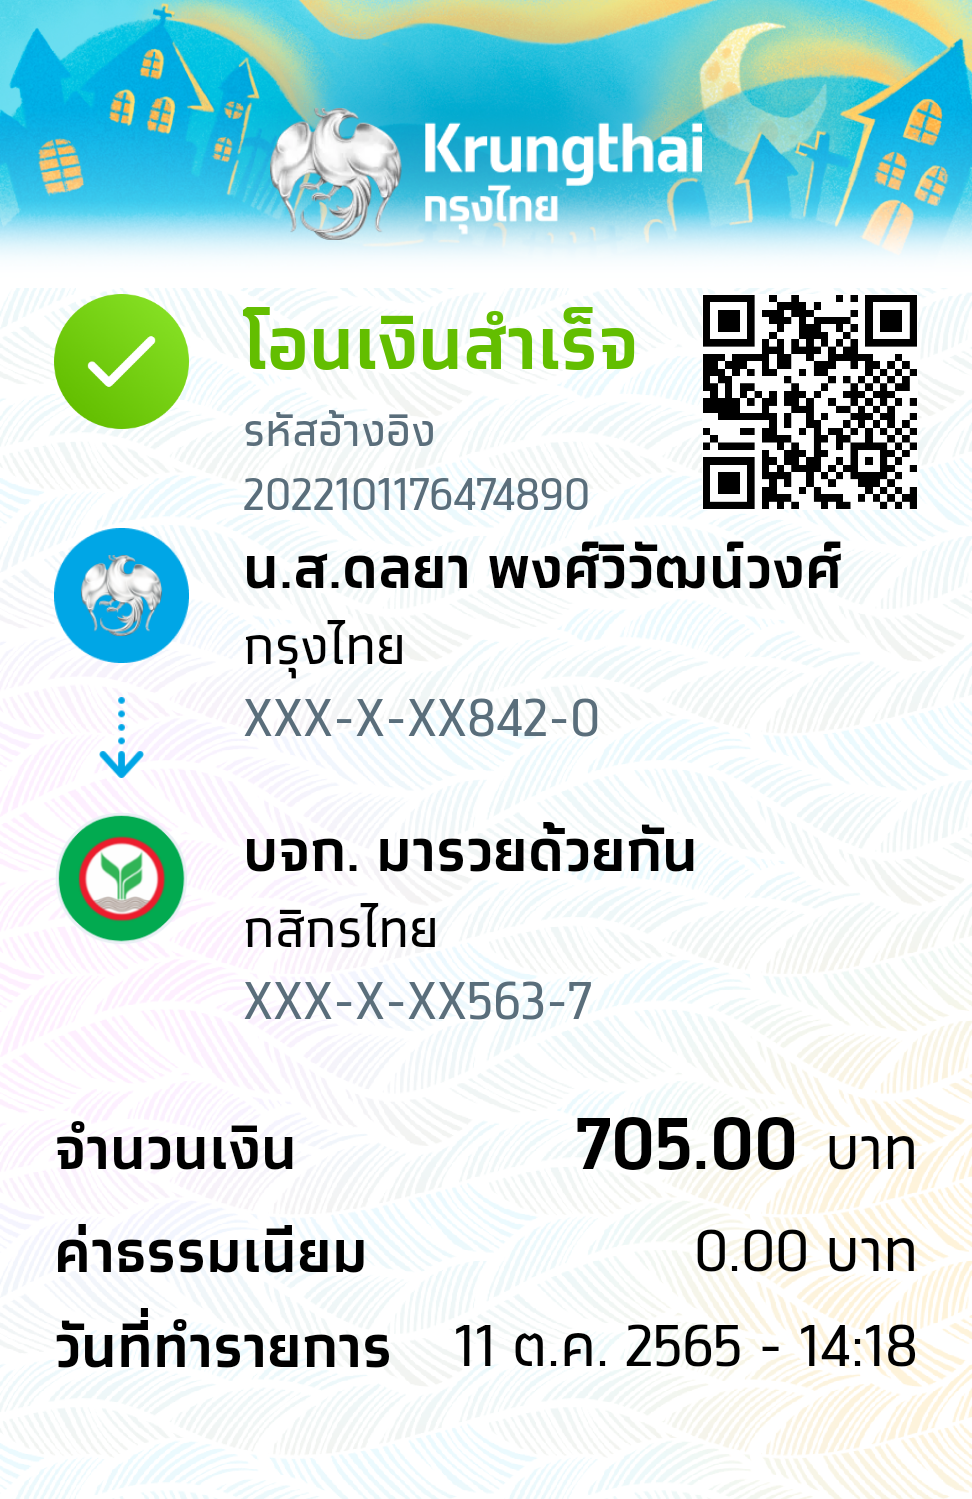 Krungthai
กรุงไทย
โอนเงินสำเร็จ
รหัสอ้างอิง
2022101176474890
น.ส.ดลยา พงศ์วิวัฒน์วงศ์
กรุงไทย
XXX-X-XX842-0
บจก. มารวยด้วยกัน
กสิกรไทย
XXX-X-XX563-7
จำนวนเงิน 705.00 บาท
ค่าธรรมเนียม 0.00 บาท
วันที่ทำรายการ 11 ต.ค. 2565 - 14:18